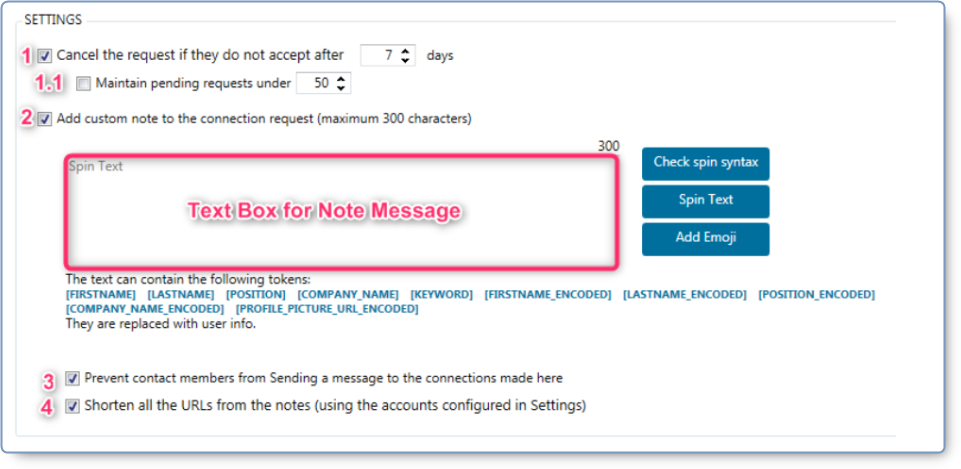 SETTINGS
1 Cancel the request if they do not accept after 7 days
1.1 Maintain pending requests under 50
2 Add custom note to the connection request (maximum 300 characters)
300
Spin Text
Check spin syntax
Text Box for Note Message
Spin Text
Add Emoji
The text can contain the following tokens:
[FIRSTNAME] [LASTNAME] [POSITION] [COMPANY_NAME] [KEYWORD] [FIRSTNAME_ENCODED] [LASTNAME_ENCODED] [POSITION_ENCODED]
[COMPANY_NAME_ENCODED] [PROFILE_PICTURE_URL_ENCODED]
They are replaced with user info.
3 Prevent contact members from Sending a message to the connections made here
4 Shorten all the URLs from the notes (using the accounts configured in Settings)